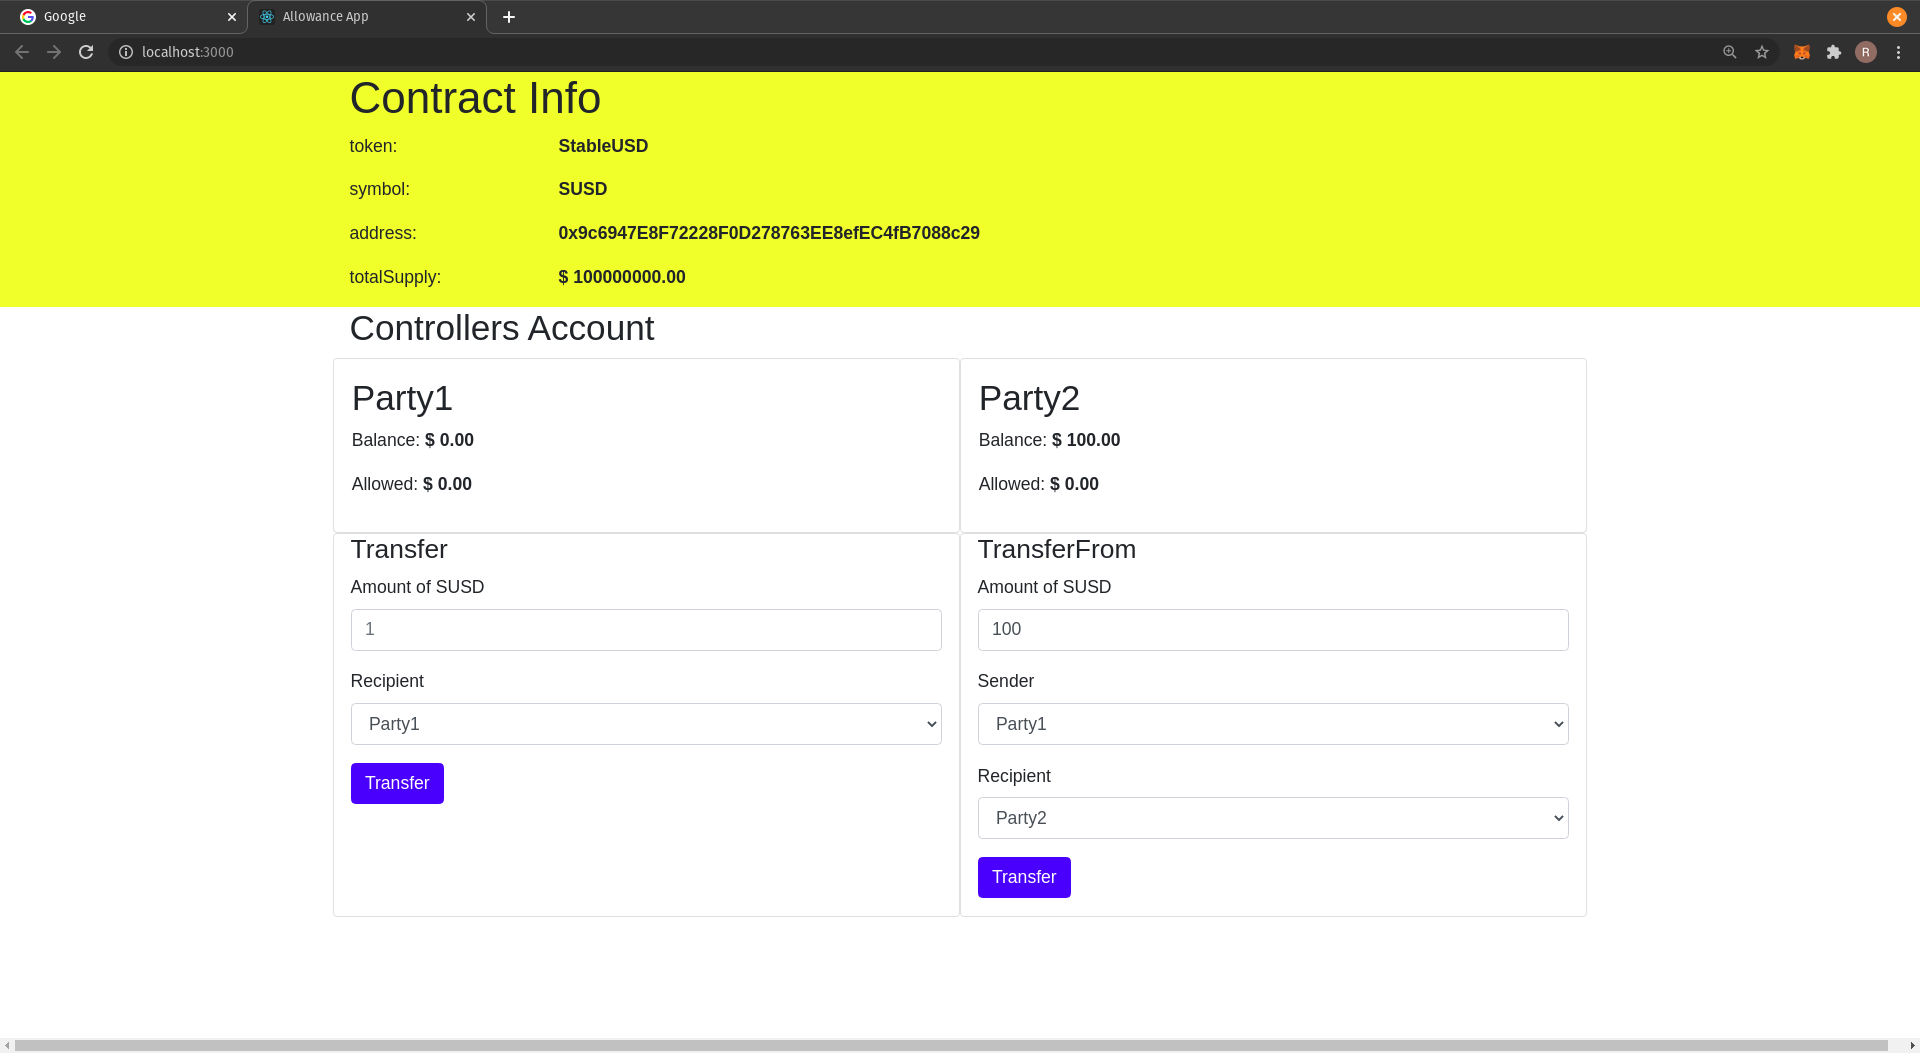 Google
Allowance App
localhost:3000
R
Contract Info
token: StableUSD
symbol: SUSD
address: 0x9c6947E8F72228F0D278763EE8efEC4fB7088c29
totalSupply: $ 100000000.00
Controllers Account
Party1
Balance: $ 0.00
Allowed: $ 0.00
Party2
Balance: $ 100.00
Allowed: $ 0.00
Transfer
Amount of SUSD
1
Recipient
Party1
Transfer
TransferFrom
Amount of SUSD
100
Sender
Party1
Recipient
Party2
Transfer